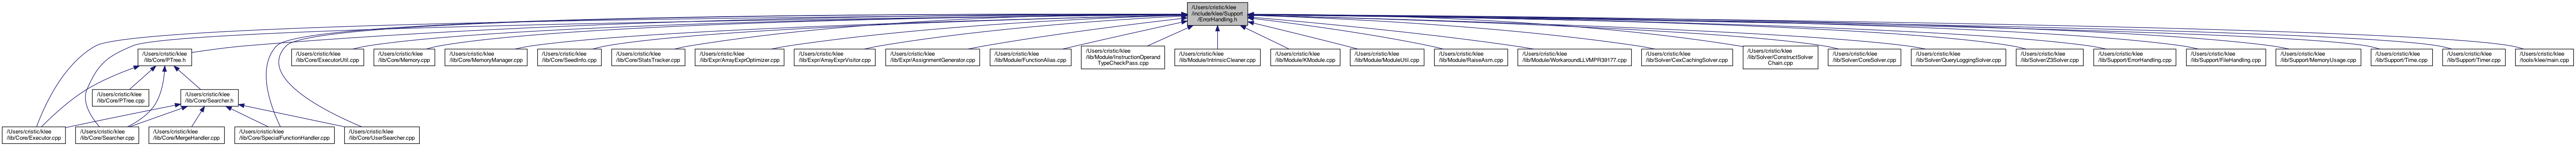 /Users/cristic/klee
/include/klee/Support
/ErrorHandling.h
/Users/cristic/klee
/lib/Core/PTree.h
/Users/cristic/klee
/lib/Core/ExecutorUtil.cpp
/Users/cristic/klee
/lib/Core/Memory.cpp
/Users/cristic/klee
/lib/Core/MemoryManager.cpp
/Users/cristic/klee
/lib/Core/SeedInfo.cpp
/Users/cristic/klee
/lib/Core/StatsTracker.cpp
/Users/cristic/klee
/lib/Expr/ArrayExprOptimizer.cpp
/Users/cristic/klee
/lib/Expr/ArrayExprVisitor.cpp
/Users/cristic/klee
/lib/Expr/AssignmentGenerator.cpp
/Users/cristic/klee
/lib/Module/FunctionAlias.cpp
/Users/cristic/klee
/lib/Module/InstructionOperand
TypeCheckPass.cpp
/Users/cristic/klee
/lib/Module/IntrinsicCleaner.cpp
/Users/cristic/klee
/lib/Module/KModule.cpp
/Users/cristic/klee
/lib/Module/ModuleUtil.cpp
/Users/cristic/klee
/lib/Module/RaiseAsm.cpp
/Users/cristic/klee
/lib/Module/WorkaroundLLVMPR39177.cpp
/Users/cristic/klee
/lib/Solver/CexCachingSolver.cpp
/Users/cristic/klee
/lib/Solver/ConstructSolver
Chain.cpp
/Users/cristic/klee
/lib/Solver/CoreSolver.cpp
/Users/cristic/klee
/lib/Solver/QueryLoggingSolver.cpp
/Users/cristic/klee
/lib/Solver/Z3Solver.cpp
/Users/cristic/klee
/lib/Support/ErrorHandling.cpp
/Users/cristic/klee
/lib/Support/FileHandling.cpp
/Users/cristic/klee
/lib/Support/MemoryUsage.cpp
/Users/cristic/klee
/lib/Support/Time.cpp
/Users/cristic/klee
/lib/Support/Timer.cpp
/Users/cristic/klee
/tools/klee/main.cpp
/Users/cristic/klee
/lib/Core/PTree.cpp
/Users/cristic/klee
/lib/Core/Searcher.h
/Users/cristic/klee
/lib/Core/Executor.cpp
/Users/cristic/klee
/lib/Core/Searcher.cpp
/Users/cristic/klee
/lib/Core/MergeHandler.cpp
/Users/cristic/klee
/lib/Core/SpecialFunctionHandler.cpp
/Users/cristic/klee
/lib/Core/UserSearcher.cpp